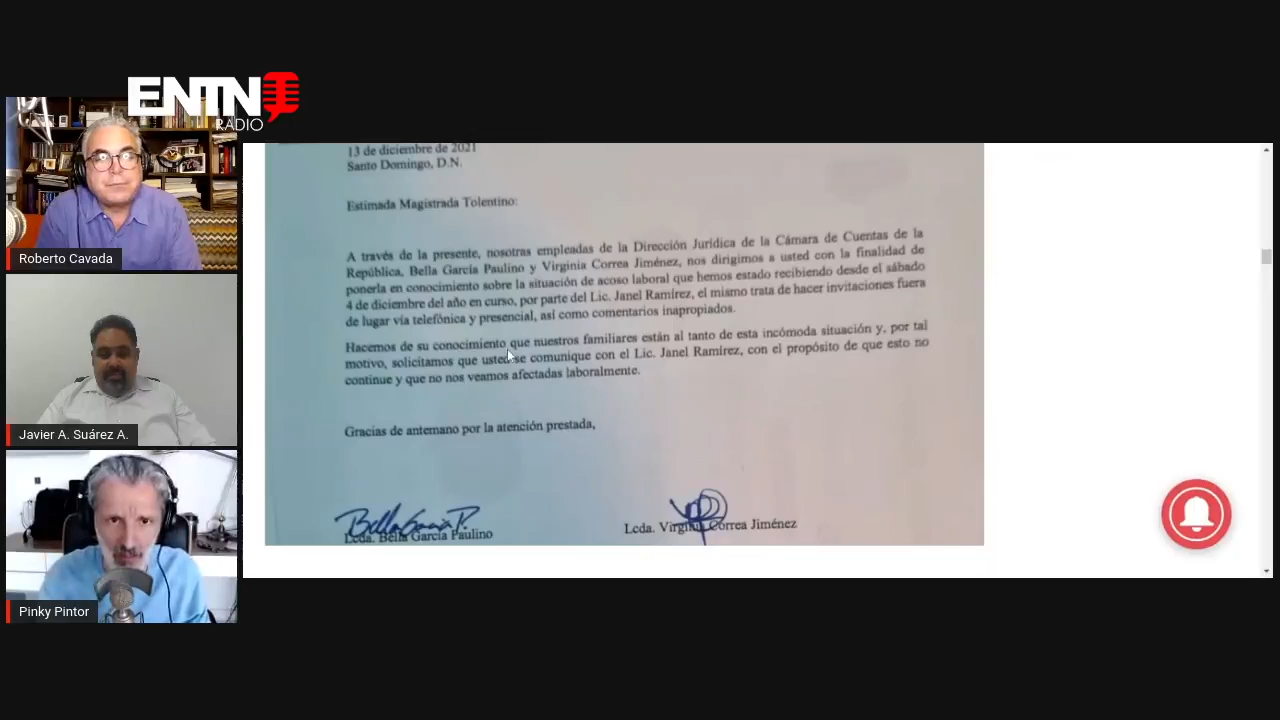 ENTN
RADIO
Roberto Cavada
Javier A. Suárez A.
Pinky Pintor
13 de diciembre de 2021
Santo Domingo, D.N.
Estimada Magistrada Tolentino:
A través de la presente, nosotras empleadas de la Dirección Jurídica de la Cámara de Cuentas de la
República, Bella García Paulino y Virginia Correa Jiménez, nos dirigimos a usted con la finalidad de
ponerla en conocimiento sobre la situación de acoso laboral que hemos estado recibiendo desde el sábado
4 de diciembre del año en curso, por parte del Lic. Janel Ramírez, el mismo trata de hacer invitaciones fuera
de lugar vía telefónica y presencial, así como comentarios inapropiados.
Hacemos de su conocimiento que nuestros familiares están al tanto de esta incómoda situación y, por tal
motivo, solicitamos que usted se comunique con el Lic. Janel Ramírez, con el propósito de que esto no
continue y que no nos veamos afectadas laboralmente.
Gracias de antemano por la atención prestada,
Bella García P.
Lcda. Bella García Paulino
Lcda. Virginia Correa Jiménez